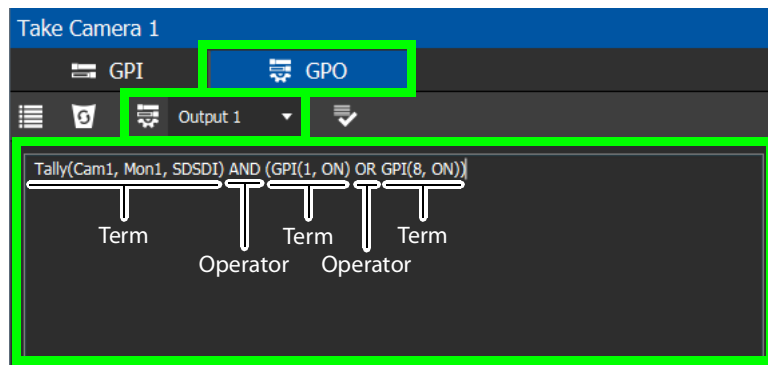 Take Camera 1
GPI GPO
Output 1
Tally(Cam1, Mon1, SDSDI) AND (GPI(1, ON) OR GPI(8, ON))
Term Term Term
Operator Operator